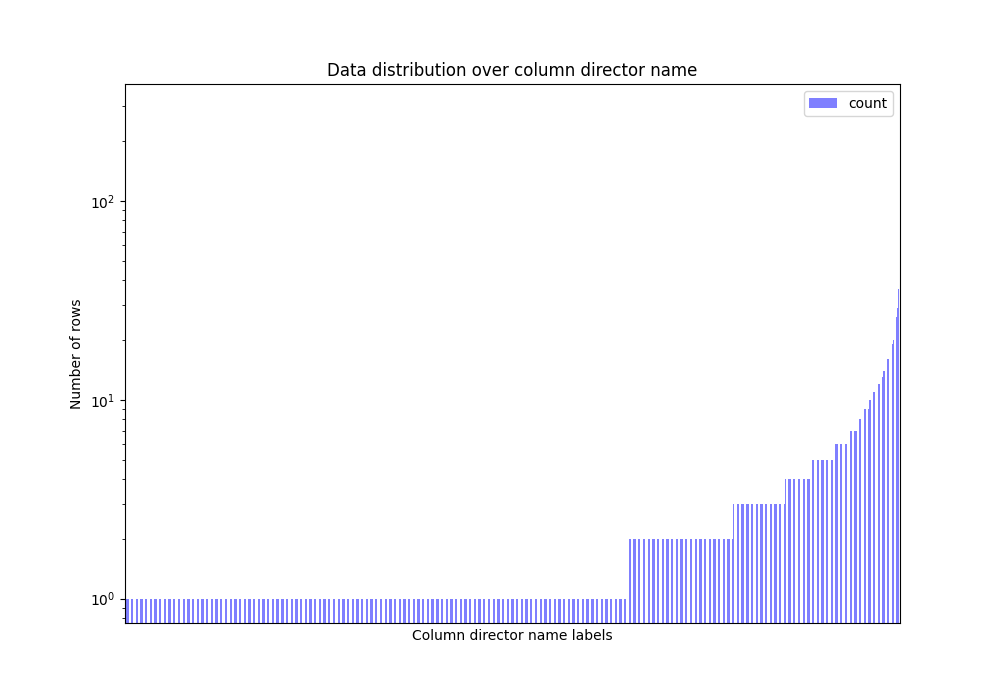 Data distribution over column director name
count
10²
10¹
10⁰
Number of rows
Column director name labels